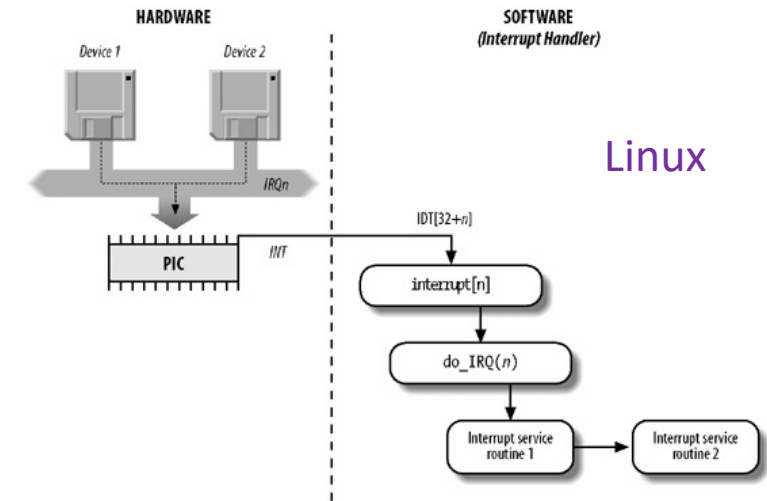 HARDWARE
SOFTWARE
(Interrupt Handler)
Device 1
Device 2
Linux
IRQn
IDT[32+n]
INT
PIC
interrupt[n]
do_IRQ(n)
Interrupt service
routine 1
Interrupt service
routine 2